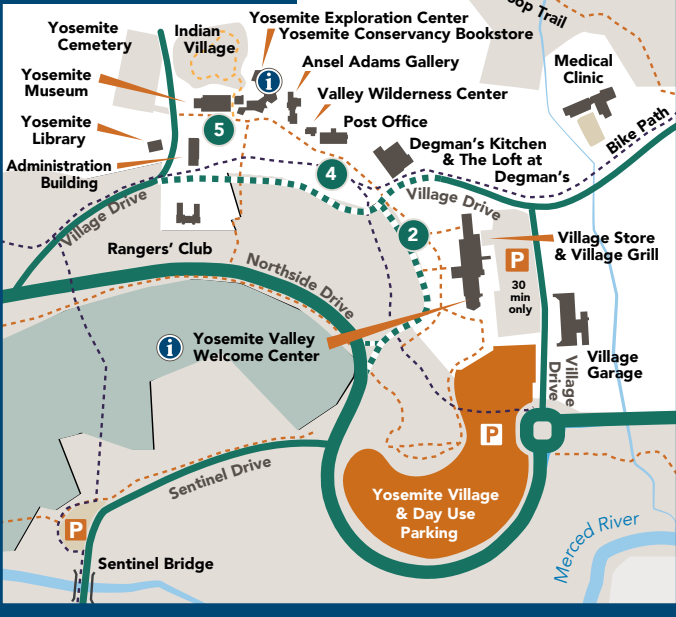 Yosemite Exploration Center
Yosemite Conservancy Bookstore
oop Trail
Yosemite
Cemetery
Indian
Village
Ansel Adams Gallery
Medical
Clinic
Yosemite
Museum
i
Valley Wilderness Center
Yosemite
Library
5
Post Office
Bike Path
Administration
Building
4
Degman's Kitchen
& The Loft at
Degman's
Village Drive
Village Drive
2
Rangers' Club
Northside Drive
Village Store
& Village Grill
P
30
min
only
i
Yosemite Valley
Welcome Center
Village
Drive
Village
Garage
P
Sentinel Drive
Yosemite Village
& Day Use
Parking
P
Merced River
Sentinel Bridge